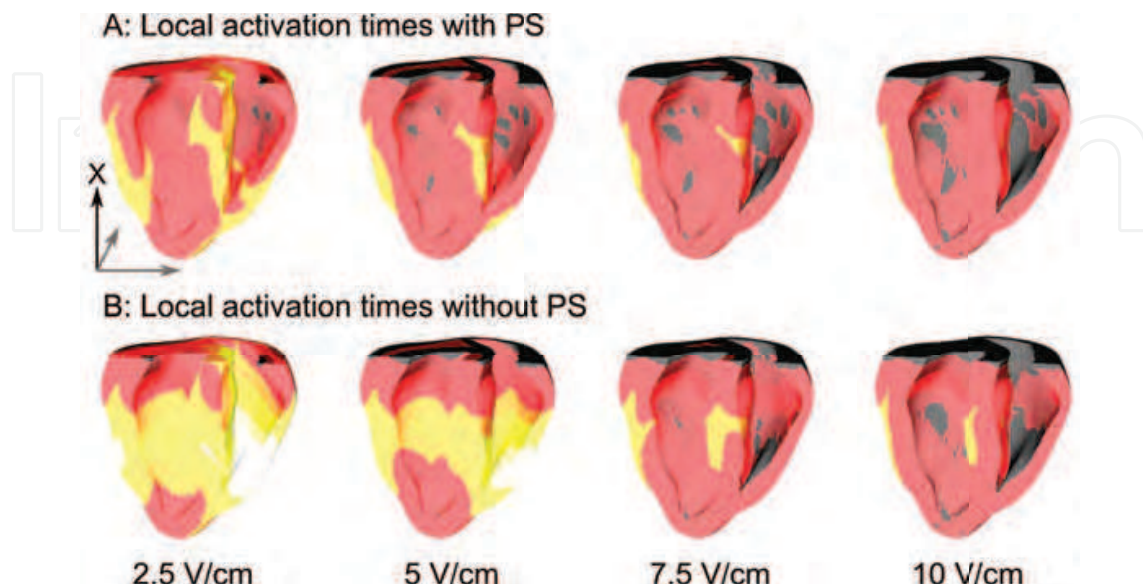 A: Local activation times with PS
X
B: Local activation times without PS
2.5 V/cm 5 V/cm 7.5 V/cm 10 V/cm